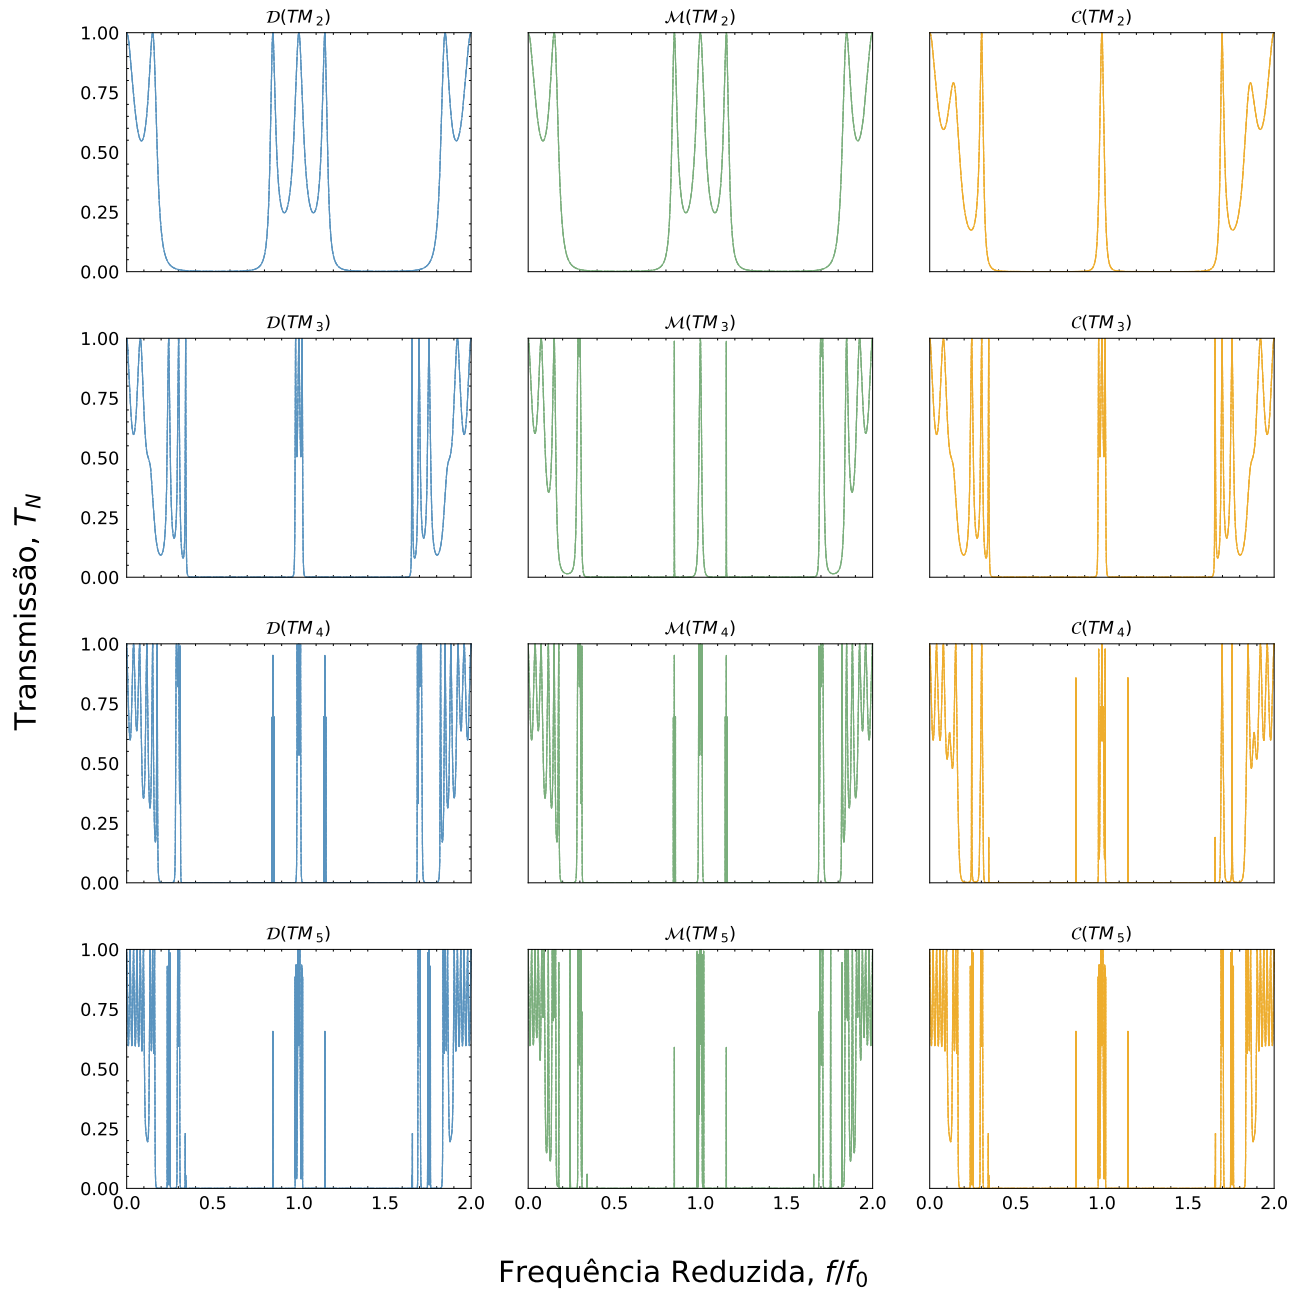 𝒟(TM₂) ℳ(TM₂) 𝒞(TM₂)
1.00
0.75
0.50
0.25
0.00
𝒟(TM₃) ℳ(TM₃) 𝒞(TM₃)
1.00
0.75
0.50
0.25
0.00
𝒟(TM₄) ℳ(TM₄) 𝒞(TM₄)
1.00
0.75
0.50
0.25
0.00
𝒟(TM₅) ℳ(TM₅) 𝒞(TM₅)
1.00
0.75
0.50
0.25
0.00
0.0 0.5 1.0 1.5 2.0 0.0 0.5 1.0 1.5 2.0 0.0 0.5 1.0 1.5 2.0
Transmissão, T_N
Frequência Reduzida, f/f₀